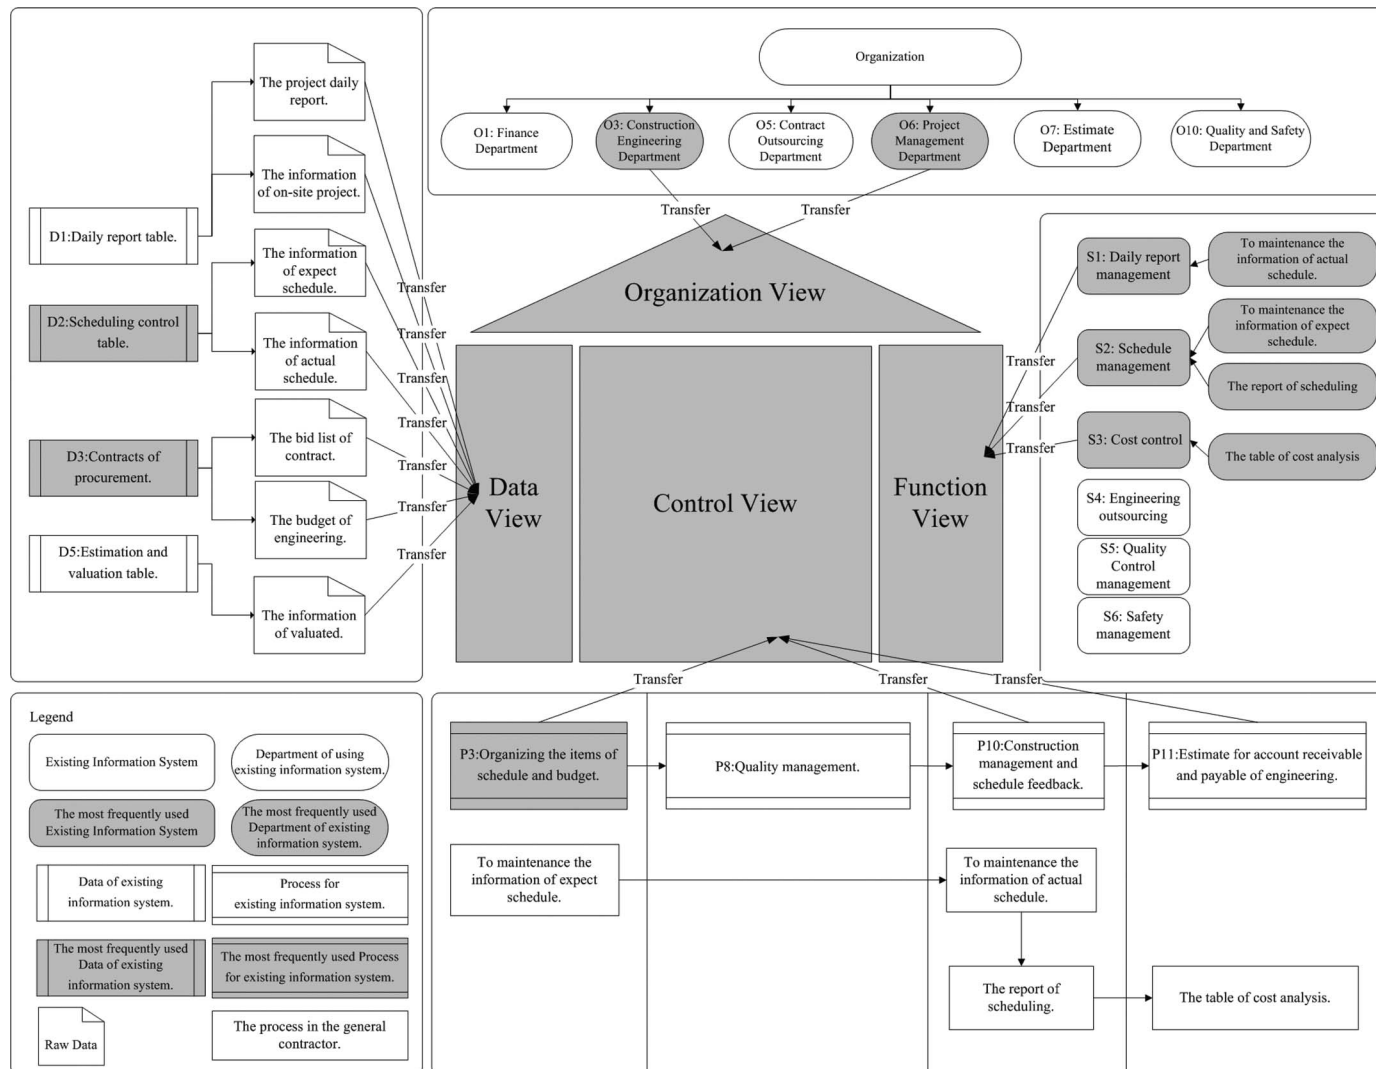 The project daily
report.
The information
of on-site project.
D1:Daily report table.
The information
of expect
schedule.
D2:Scheduling control
table.
The information
of actual
schedule.
The bid list of
contract.
D3:Contracts of
procurement.
The budget of
engineering.
D5:Estimation and
valuation table.
The information
of valuated.
Transfer
Transfer
Transfer
Transfer
Transfer
Transfer
Organization
O1: Finance
Department
O3: Construction
Engineering
Department
O5: Contract
Outsourcing
Department
O6: Project
Management
Department
O7: Estimate
Department
O10: Quality and Safety
Department
Transfer
Transfer
Organization View
Data
View
Control View
Function
View
Transfer
Transfer
Transfer
S1: Daily report
management
To maintenance the
information of actual
schedule.
S2: Schedule
management
To maintenance the
information of expect
schedule.
The report of scheduling
S3: Cost control
The table of cost analysis
S4: Engineering
outsourcing
S5: Quality
Control
management
S6: Safety
management
Transfer
Transfer
Transfer
P3:Organizing the items of
schedule and budget.
P8:Quality management.
P10:Construction
management and
schedule feedback.
P11:Estimate for account receivable
and payable of engineering.
To maintenance the
information of expect
schedule.
To maintenance the
information of actual
schedule.
The report of
scheduling.
The table of cost analysis.
Legend
Existing Information System
Department of using
existing information system.
The most frequently used
Existing Information System
The most frequently used
Department of existing
information system.
Data of existing
information system.
Process for
existing information system.
The most frequently used
Data of existing
information system.
The most frequently used Process
for existing information system.
Raw Data
The process in the general
contractor.